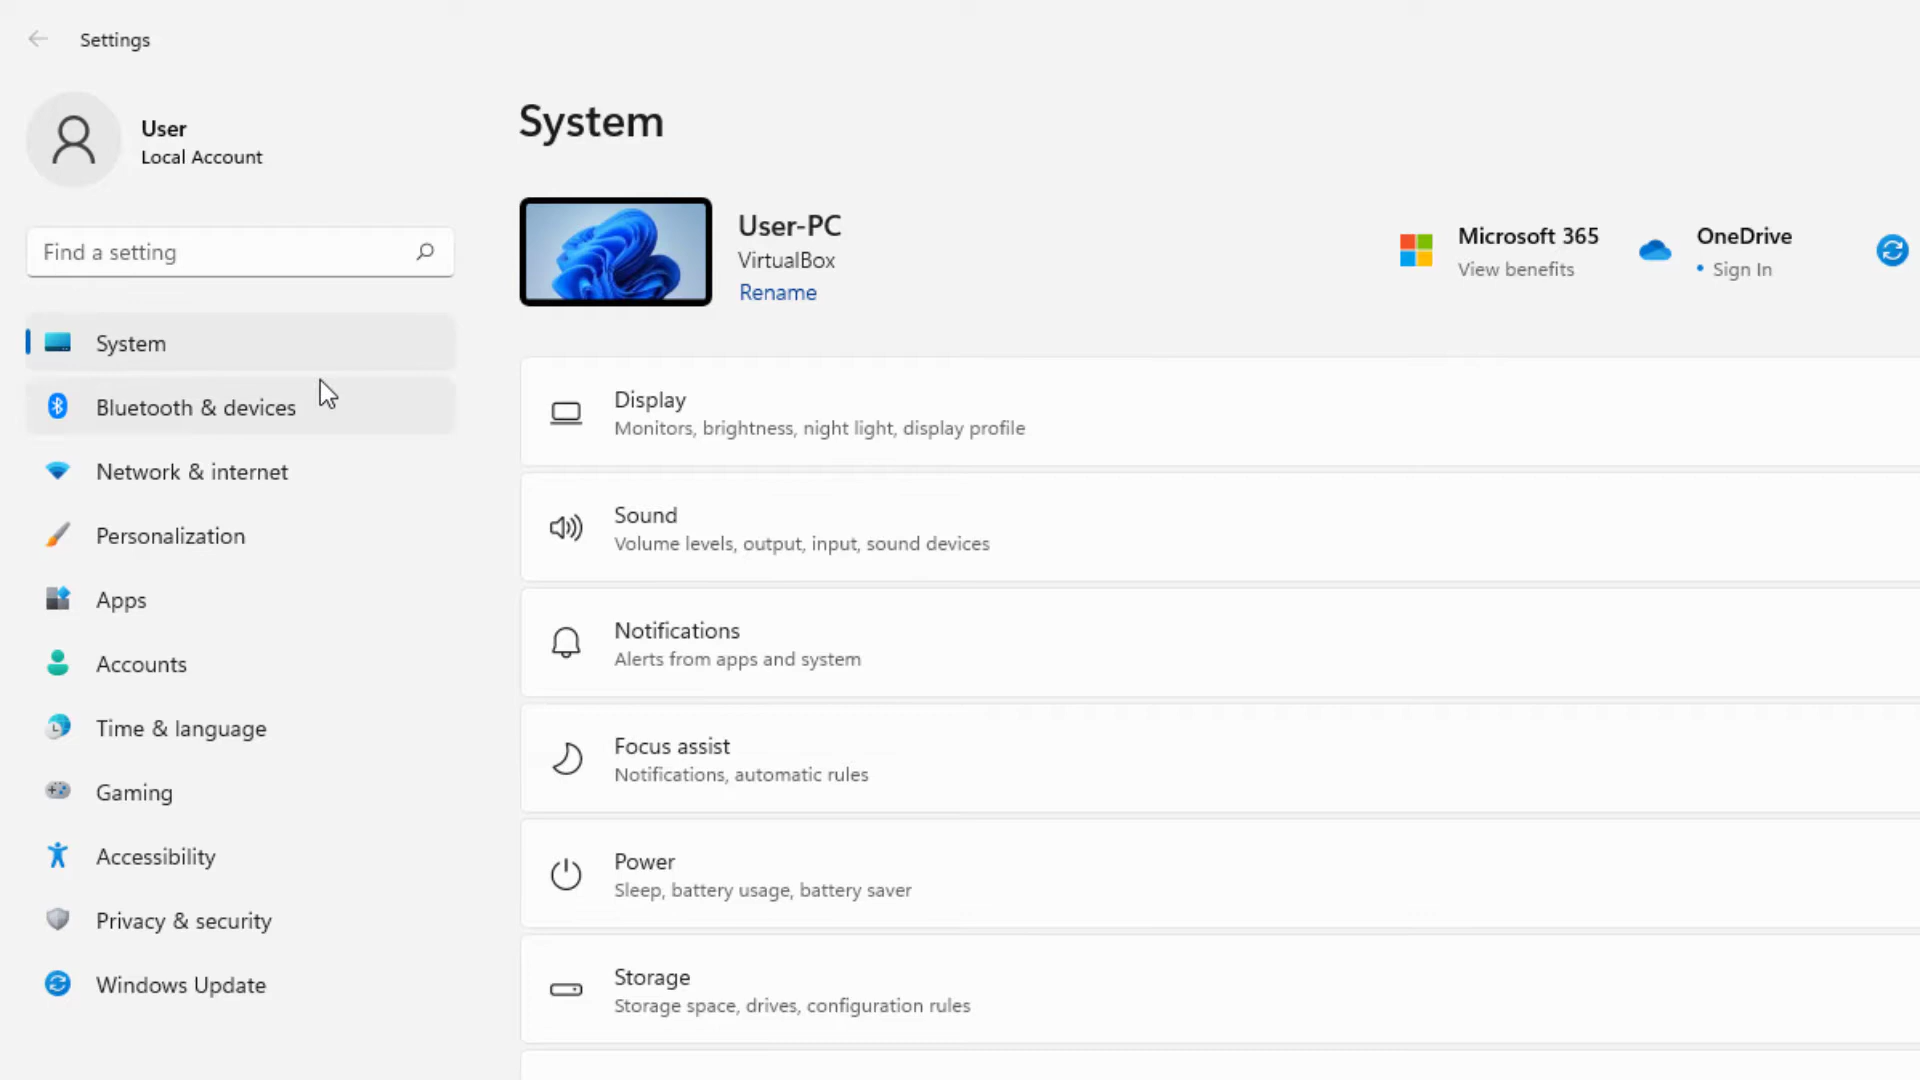 Settings
User
Local Account
Find a setting
System
Bluetooth & devices
Network & internet
Personalization
Apps
Accounts
Time & language
Gaming
Accessibility
Privacy & security
Windows Update
System
User-PC
VirtualBox
Rename
Microsoft 365
View benefits
OneDrive
• Sign In
Display
Monitors, brightness, night light, display profile
Sound
Volume levels, output, input, sound devices
Notifications
Alerts from apps and system
Focus assist
Notifications, automatic rules
Power
Sleep, battery usage, battery saver
Storage
Storage space, drives, configuration rules